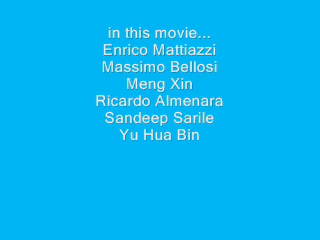 in this movie...
Enrico Mattiazzi
Massimo Bellosi
Meng Xin
Ricardo Almenara
Sandeep Sarile
Yu Hua Bin